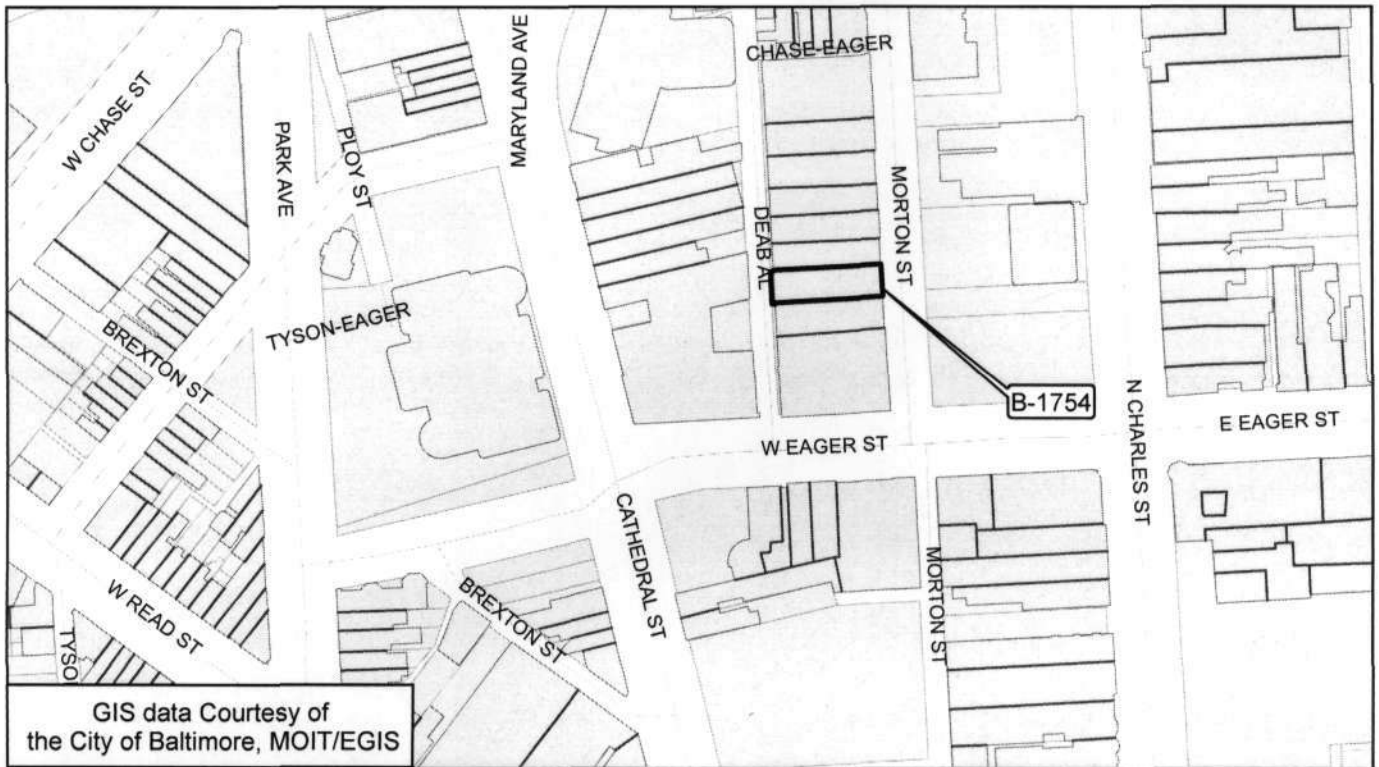 W CHASE ST
PARK AVE
PLOY ST
MARYLAND AVE
CHASE-EAGER
DEAB AL
MORTON ST
BREXTON ST
TYSON-EAGER
B-1754
N CHARLES ST
E EAGER ST
W EAGER ST
CATHEDRAL ST
MORTON ST
BREXTON ST
W READ ST
TYSO
GIS data Courtesy of
the City of Baltimore, MOIT/EGIS